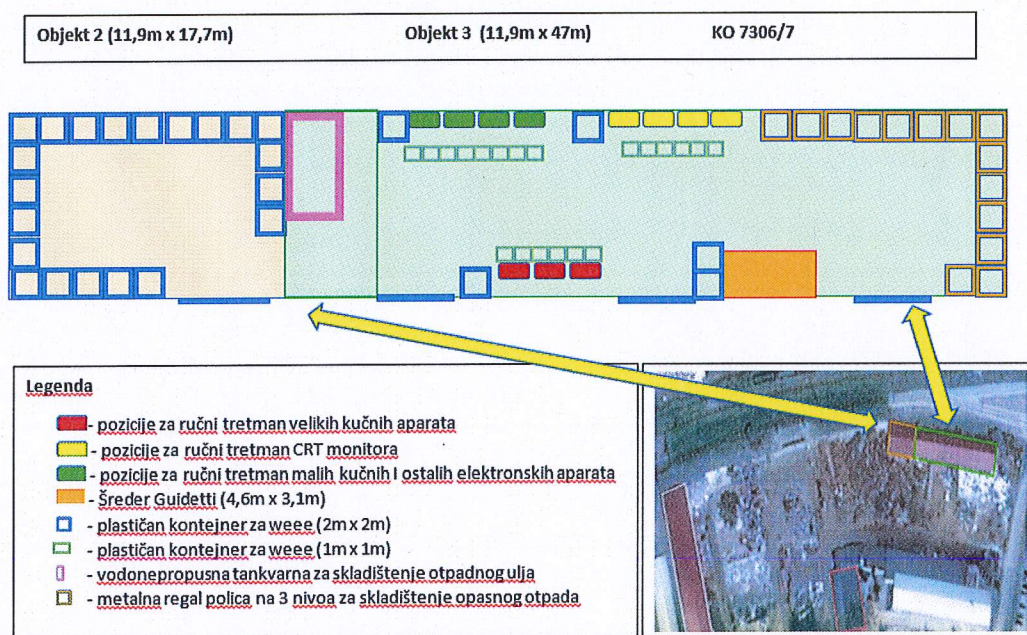 Objekt 2 (11,9m x 17,7m) Objekt 3 (11,9m x 47m) KO 7306/7
Legenda
- pozicije za ručni tretman velikih kućnih aparata
- pozicije za ručni tretman CRT monitora
- pozicije za ručni tretman malih kućnih I ostalih elektronskih aparata
- Šreder Guidetti (4,6m x 3,1m)
- plastičan kontejner za weee (2m x 2m)
- plastičan kontejner za weee (1m x 1m)
- vodonepropusna tankvarna za skladištenje otpadnog ulja
- metalna regal polica na 3 nivoa za skladištenje opasnog otpada